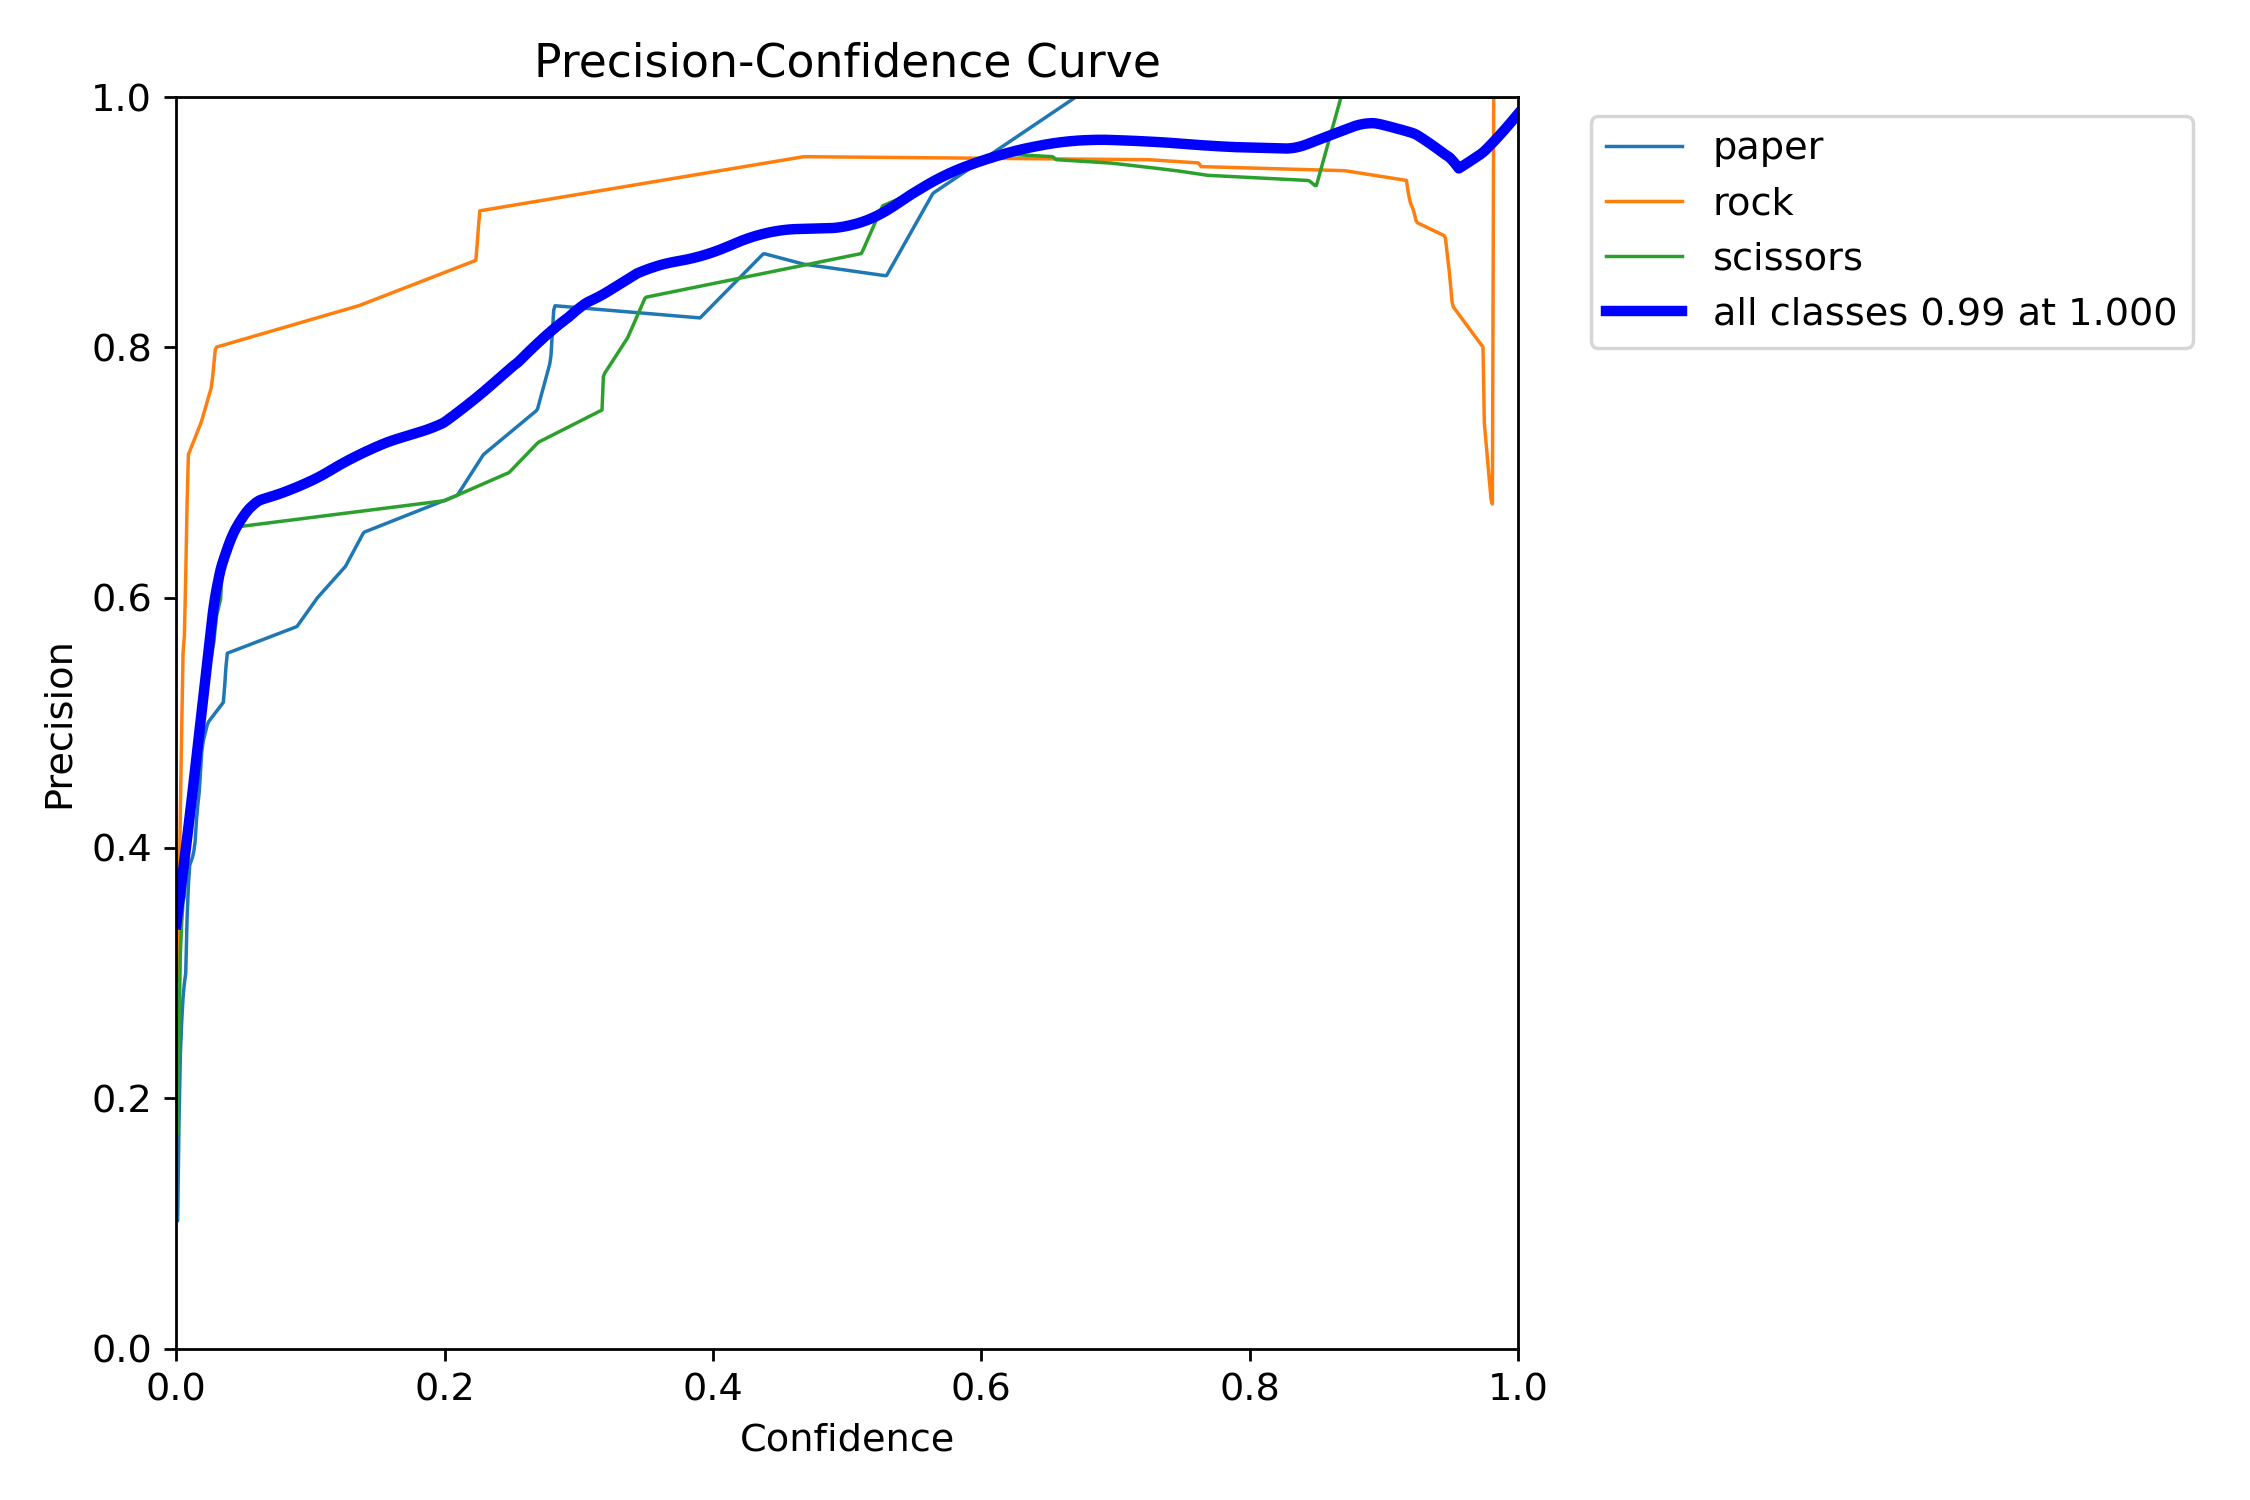 Precision-Confidence Curve
1.0
0.8
0.6
0.4
0.2
0.0
Precision
0.0 0.2 0.4 0.6 0.8 1.0
Confidence
paper
rock
scissors
all classes 0.99 at 1.000